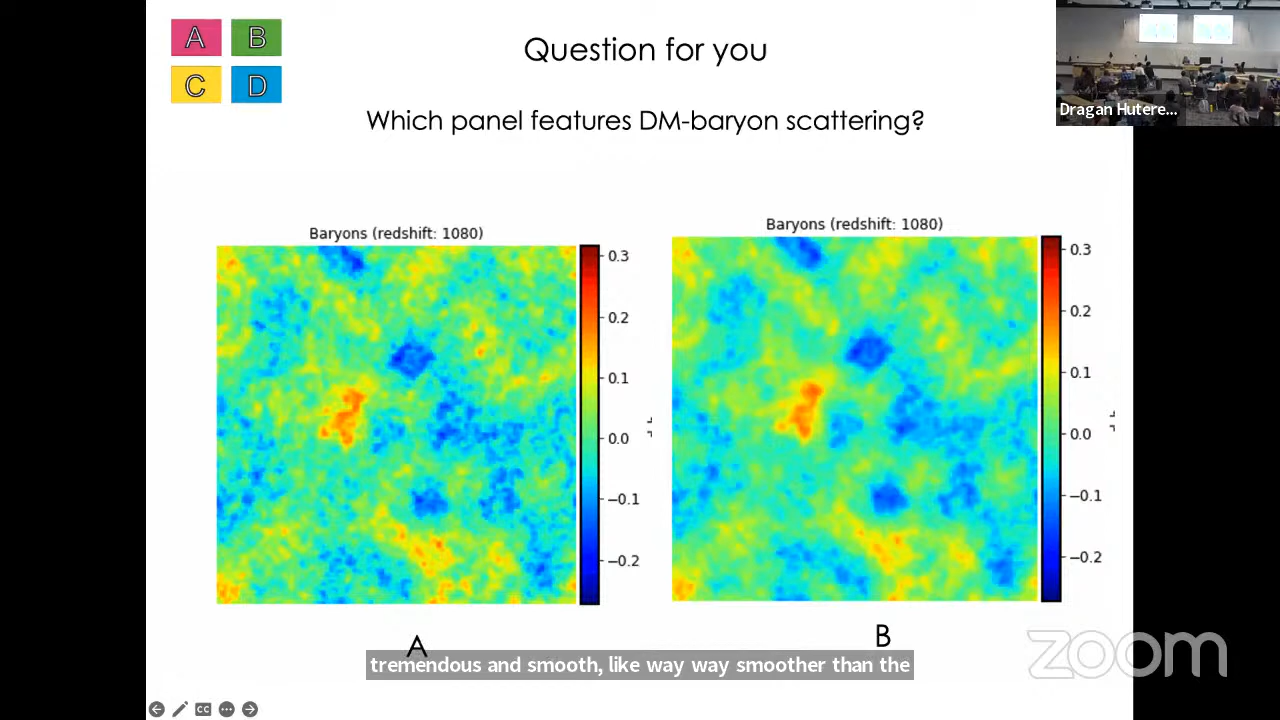 A B
C D
Question for you
Which panel features DM-baryon scattering?
Dragan Hutere...
Baryons (redshift: 1080)
0.3
0.2
0.1
0.0
−0.1
−0.2
A
Baryons (redshift: 1080)
0.3
0.2
0.1
0.0
−0.1
−0.2
B
tremendous and smooth, like way way smoother than the
zoom
CC